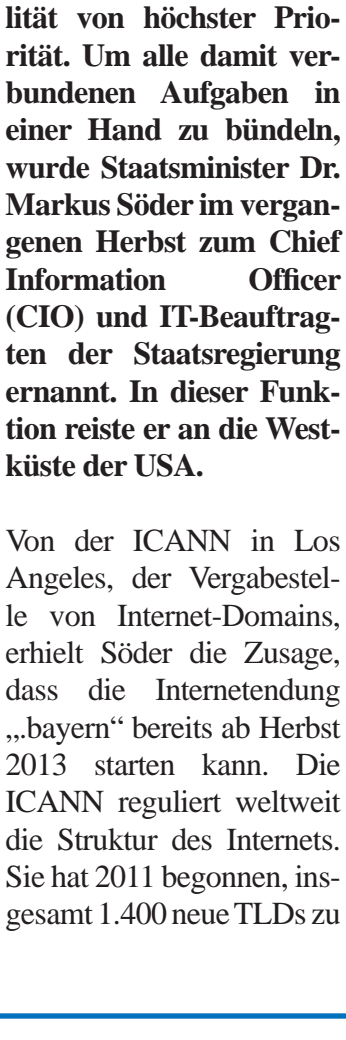 lität von höchster Prio-
rität. Um alle damit ver-
bundenen Aufgaben in
einer Hand zu bündeln,
wurde Staatsminister Dr.
Markus Söder im vergan-
genen Herbst zum Chief
Information Officer
(CIO) und IT-Beauftrag-
ten der Staatsregierung
ernannt. In dieser Funk-
tion reiste er an die West-
küste der USA.
Von der ICANN in Los
Angeles, der Vergabestel-
le von Internet-Domains,
erhielt Söder die Zusage,
dass die Internetendung
„.bayern“ bereits ab Herbst
2013 starten kann. Die
ICANN reguliert weltweit
die Struktur des Internets.
Sie hat 2011 begonnen, ins-
gesamt 1.400 neue TLDs zu